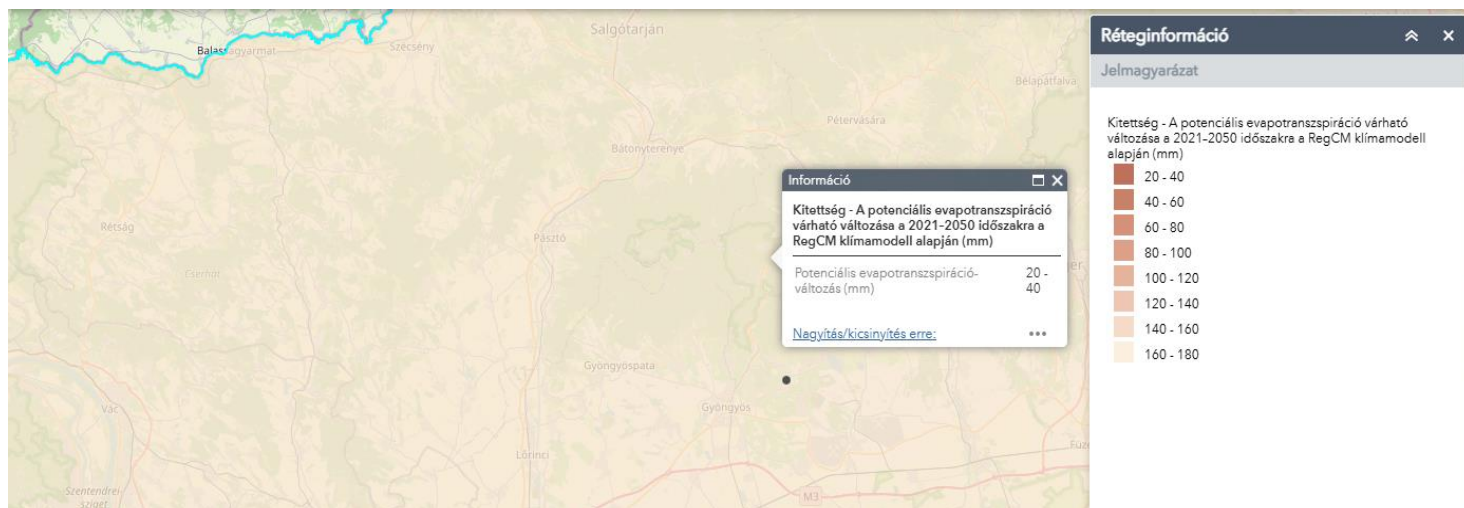 Salgótarján
Balassagyarmat
Szécsény
Bélapátfalva
Pétervására
Bátonyterenye
Rétság
Pásztó
Cserhát
Gyöngyöspata
Vác
Gyöngyös
Lőrinci
M3
Szentendrei
sziget
Információ
Kitettség - A potenciális evapotranszspiráció
várható változása a 2021-2050 időszakra a
RegCM klímamodell alapján (mm)
Potenciális evapotranszspiráció-
változás (mm)
20 -
40
Nagyítás/kicsinyítés erre:
Réteginformáció
Jelmagyarázat
Kitettség - A potenciális evapotranszspiráció várható
változása a 2021-2050 időszakra a RegCM klímamodell
alapján (mm)
20 - 40
40 - 60
60 - 80
80 - 100
100 - 120
120 - 140
140 - 160
160 - 180